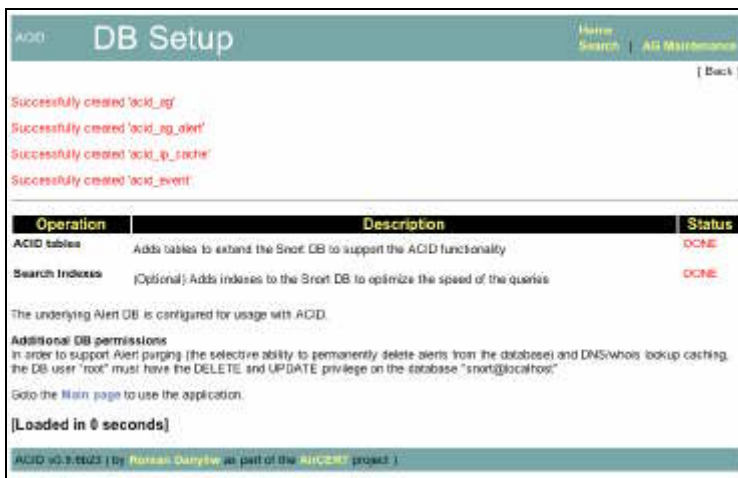 ACID
DB Setup
Home
Search | AG Maintenance
[ Back ]
Successfully created 'acid_ag'
Successfully created 'acid_ag_alert'
Successfully created 'acid_ip_cache'
Successfully created 'acid_event'
Operation Description Status
ACID tables Adds tables to extend the Snort DB to support the ACID functionality DONE
Search Indexes (Optional) Adds indexes to the Snort DB to optimize the speed of the queries DONE
The underlying Alert DB is configured for usage with ACID.
Additional DB permissions
In order to support Alert purging (the selective ability to permanently delete alerts from the database) and DNS/whois lookup caching,
the DB user "root" must have the DELETE and UPDATE privilege on the database "snort@localhost"
Goto the Main page to use the application.
[Loaded in 0 seconds]
ACID v0.9.6b23 ( by Roman Danyliw as part of the AirCERT project )